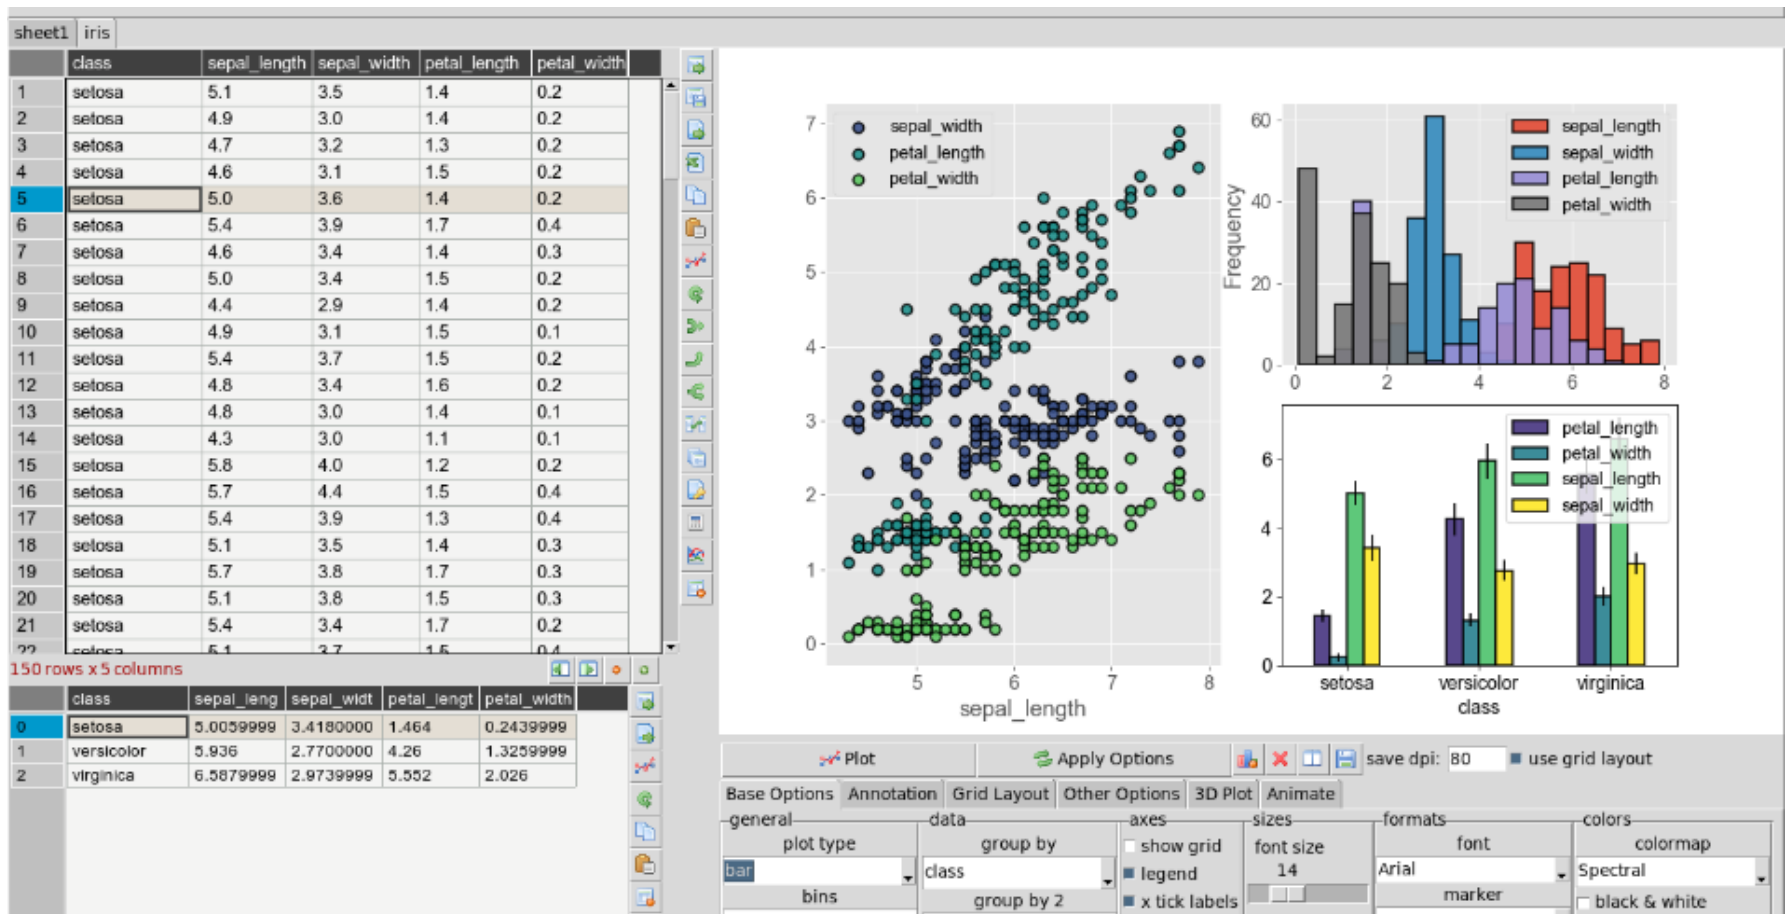 sheet1 iris
class sepal_length sepal_width petal_length petal_width
1 setosa 5.1 3.5 1.4 0.2
2 setosa 4.9 3.0 1.4 0.2
3 setosa 4.7 3.2 1.3 0.2
4 setosa 4.6 3.1 1.5 0.2
5 setosa 5.0 3.6 1.4 0.2
6 setosa 5.4 3.9 1.7 0.4
7 setosa 4.6 3.4 1.4 0.3
8 setosa 5.0 3.4 1.5 0.2
9 setosa 4.4 2.9 1.4 0.2
10 setosa 4.9 3.1 1.5 0.1
11 setosa 5.4 3.7 1.5 0.2
12 setosa 4.8 3.4 1.6 0.2
13 setosa 4.8 3.0 1.4 0.1
14 setosa 4.3 3.0 1.1 0.1
15 setosa 5.8 4.0 1.2 0.2
16 setosa 5.7 4.4 1.5 0.4
17 setosa 5.4 3.9 1.3 0.4
18 setosa 5.1 3.5 1.4 0.3
19 setosa 5.7 3.8 1.7 0.3
20 setosa 5.1 3.8 1.5 0.3
21 setosa 5.4 3.4 1.7 0.2
22 setosa 5.1 3.7 1.5 0.4
150 rows x 5 columns
class sepal_leng sepal_widt petal_lengt petal_width
0 setosa 5.0059999 3.4180000 1.464 0.2439999
1 versicolor 5.936 2.7700000 4.26 1.3259999
2 virginica 6.5879999 2.9739999 5.552 2.026
sepal_width
petal_length
petal_width
7
6
5
4
3
2
1
0
5 6 7 8
sepal_length
sepal_length
sepal_width
petal_length
petal_width
Frequency
60
40
20
0
0 2 4 6 8
petal_length
petal_width
sepal_length
sepal_width
6
4
2
0
setosa versicolor virginica
class
Plot Apply Options save dpi: 80 use grid layout
Base Options Annotation Grid Layout Other Options 3D Plot Animate
general data axes sizes formats colors
plot type group by show grid font size font colormap
bar class legend 14 Arial Spectral
bins group by 2 x tick labels marker black & white